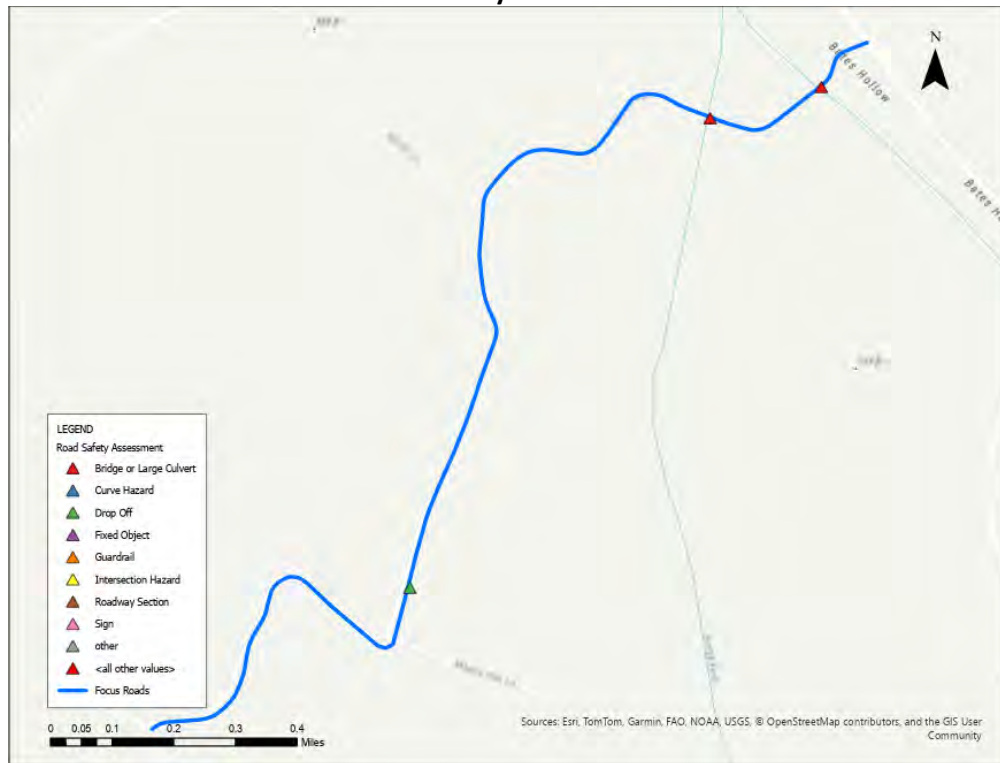 N
Bates Hollow
LEGEND
Road Safety Assessment
Bridge or Large Culvert
Curve Hazard
Drop Off
Fixed Object
Guardrail
Intersection Hazard
Roadway Section
Sign
other
<all other values>
Focus Roads
0 0.05 0.1 0.2 0.3 0.4
Miles
Sources: Esri, TomTom, Garmin, FAO, NOAA, USGS, © OpenStreetMap contributors, and the GIS User
Community